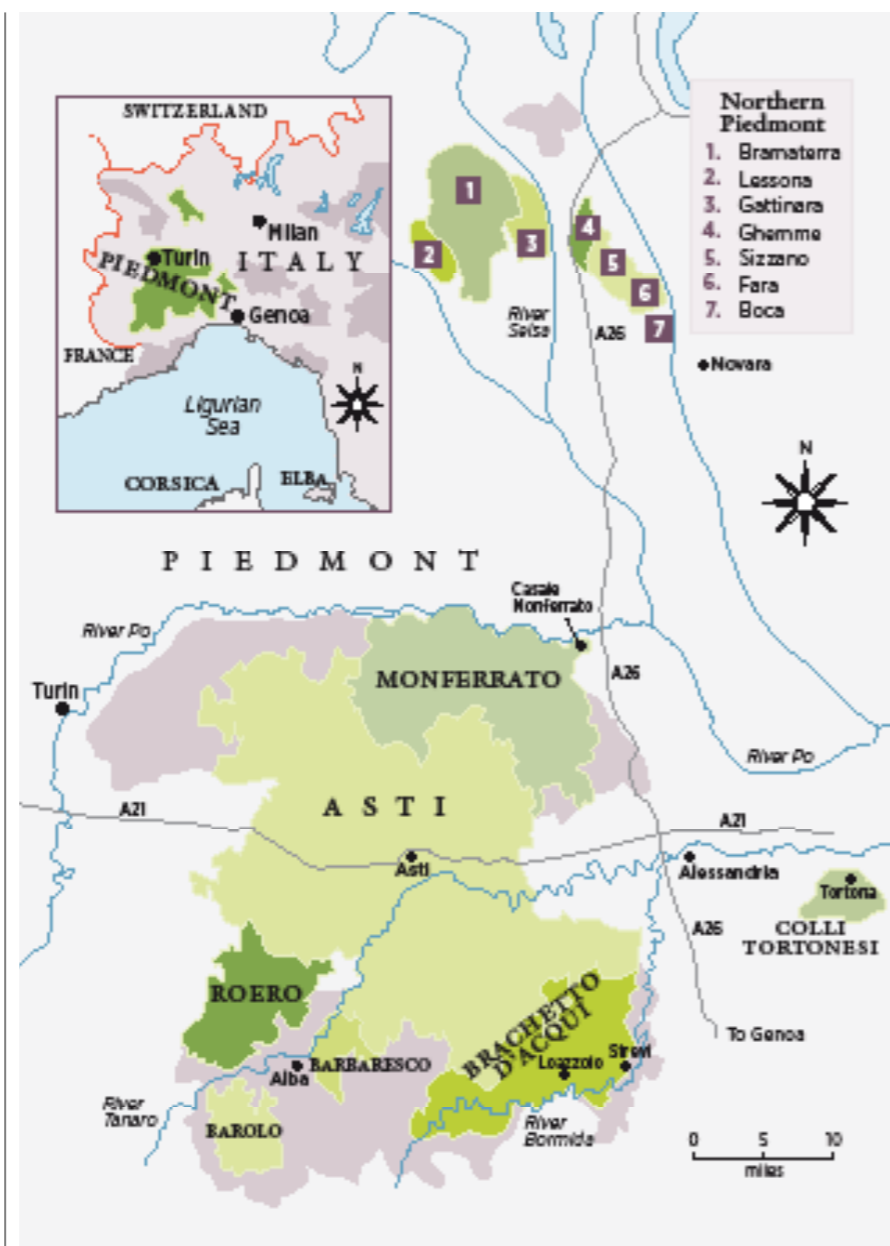 SWITZERLAND
Milan
Turin
ITALY
PIEDMONT
Genoa
FRANCE
N
Ligurian
Sea
CORSICA
ELBA
Northern
Piedmont
1. Bramaterra
2. Lessona
3. Gattinara
4. Ghemme
5. Sizzano
6. Fara
7. Boca
1
2
3
4
5
6
7
River
Selsa
A26
Novara
N
PIEDMONT
Casale
Monferrato
River Po
Turin
MONFERRATO
A26
River Po
A21
ASTI
A21
Asti
Alessandria
Tortona
A26
COLLI
TORTONESI
ROERO
BRACHETTO
D'ACQUI
To Genoa
Strevi
Loazzolo
BARBARESCO
Alba
River
Tanaro
BAROLO
River
Bormida
0 5 10
miles